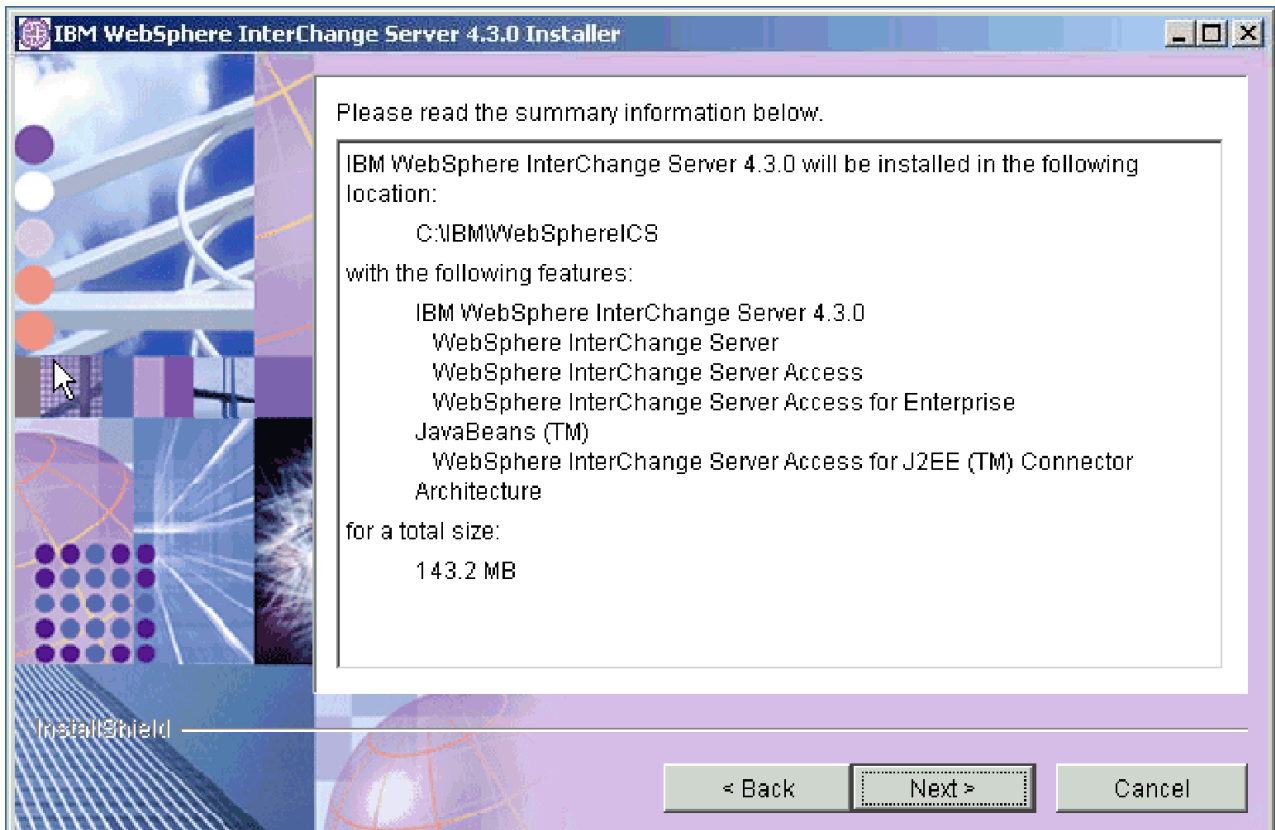 IBM WebSphere InterChange Server 4.3.0 Installer
Please read the summary information below.
IBM WebSphere InterChange Server 4.3.0 will be installed in the following
location:
C:\IBM\WebSphereICS
with the following features:
IBM WebSphere InterChange Server 4.3.0
WebSphere InterChange Server
WebSphere InterChange Server Access
WebSphere InterChange Server Access for Enterprise
JavaBeans (TM)
WebSphere InterChange Server Access for J2EE (TM) Connector
Architecture
for a total size:
143.2 MB
InstallShield
< Back
Next >
Cancel